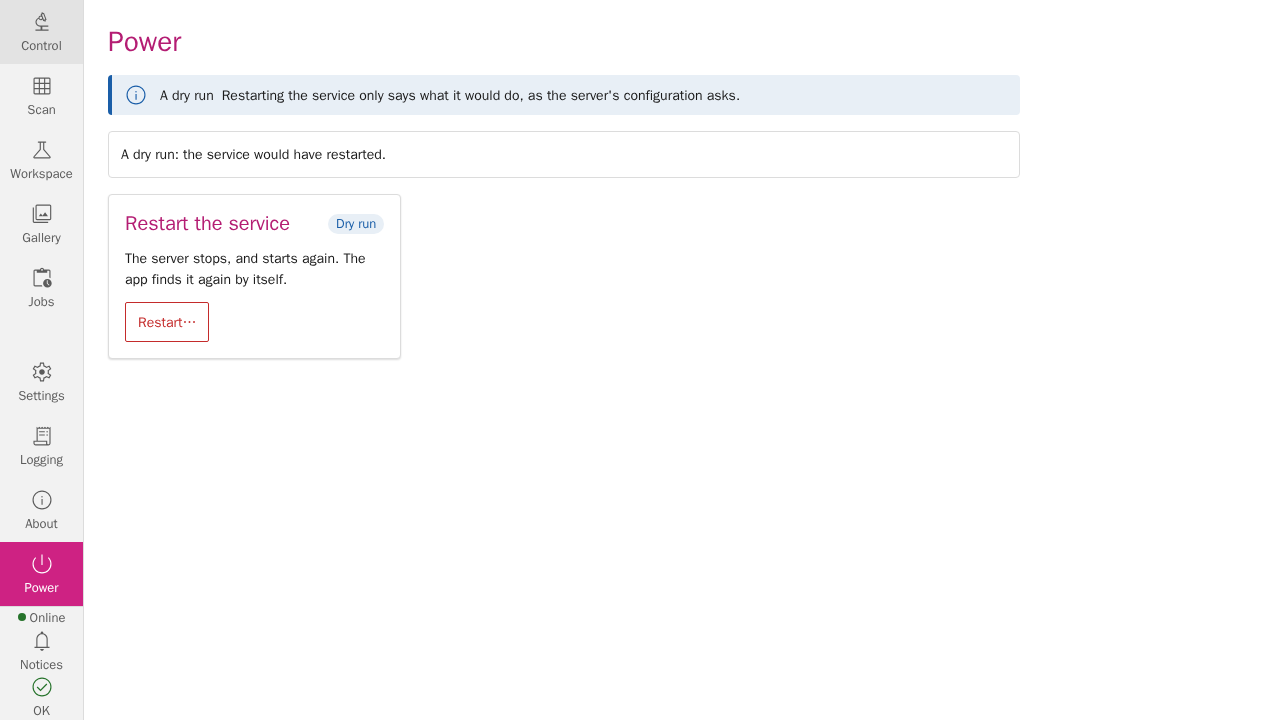 Control
Scan
Workspace
Gallery
Jobs
Settings
Logging
About
Power
Online
Notices
OK
Power
A dry run Restarting the service only says what it would do, as the server's configuration asks.
A dry run: the service would have restarted.
Restart the service
Dry run
The server stops, and starts again. The
app finds it again by itself.
Restart…